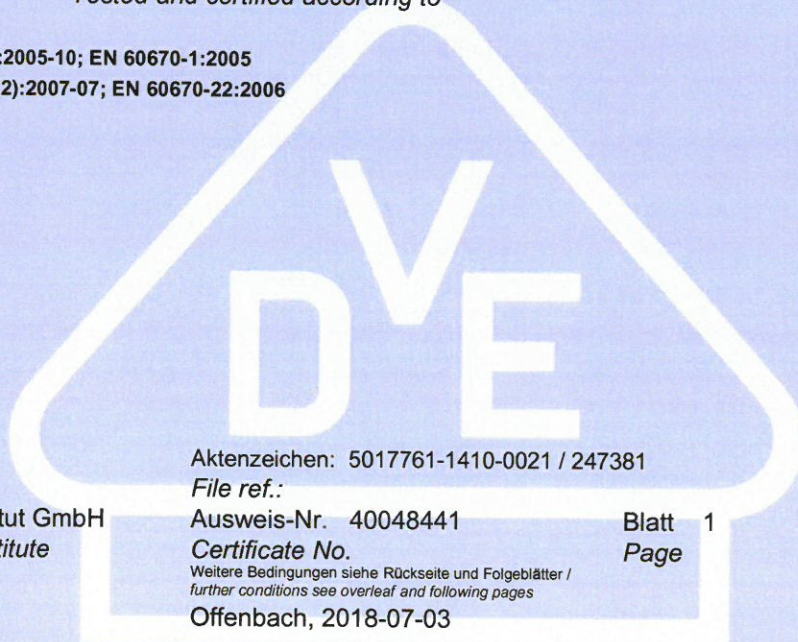 Tested and certified according to
:2005-10; EN 60670-1:2005
2):2007-07; EN 60670-22:2006
VDE
Aktenzeichen: 5017761-1410-0021 / 247381
File ref.:
tut GmbH Ausweis-Nr. 40048441 Blatt 1
titute Certificate No. Page
Weitere Bedingungen siehe Rückseite und Folgeblätter /
further conditions see overleaf and following pages
Offenbach, 2018-07-03